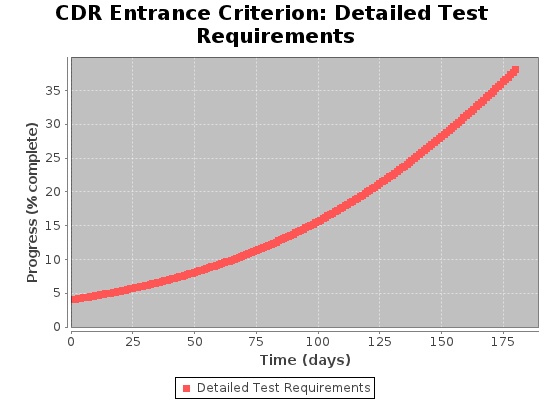 CDR Entrance Criterion: Detailed Test
Requirements
Progress (% complete)
35
30
25
20
15
10
5
0
0 25 50 75 100 125 150 175
Time (days)
Detailed Test Requirements